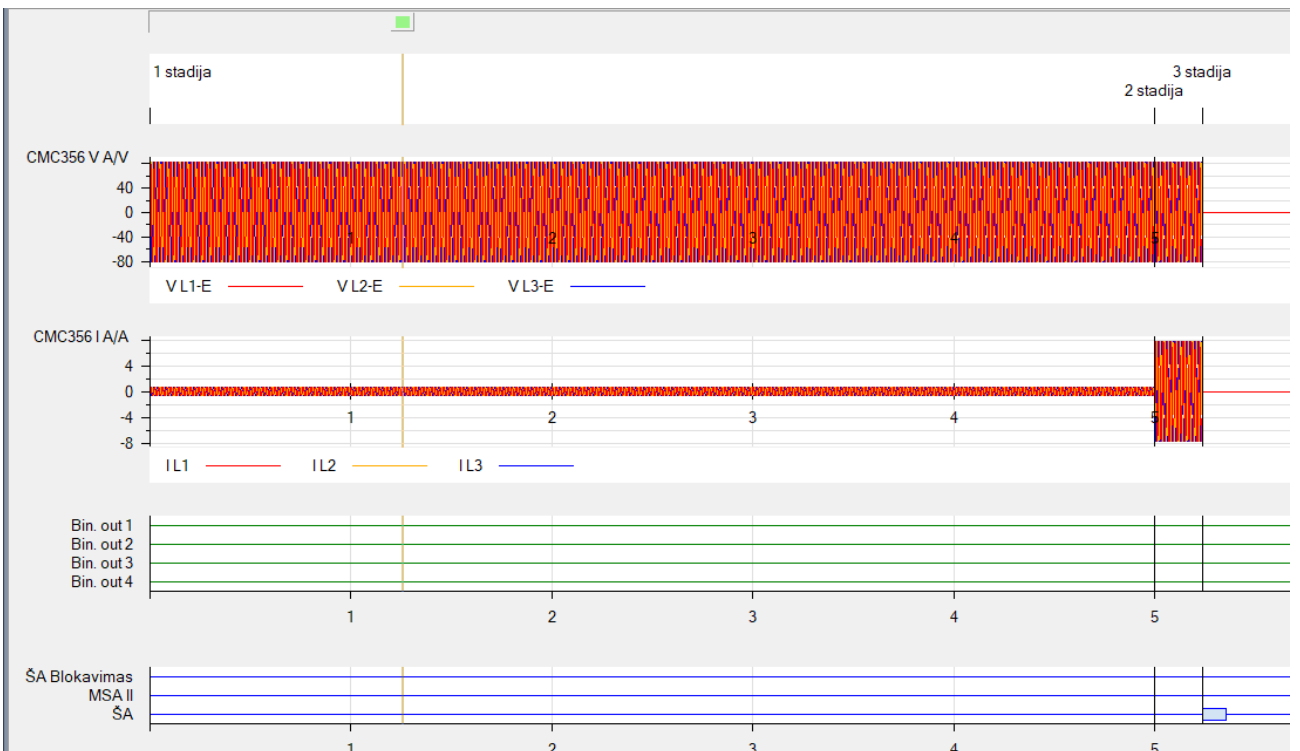 1 stadija
3 stadija
2 stadija
CMC356 V A/V
40
0
-40
-80
1 2 3 4 5
V L1-E V L2-E V L3-E
CMC356 I A/A
4
0
-4
-8
1 2 3 4 5
I L1 I L2 I L3
Bin. out 1
Bin. out 2
Bin. out 3
Bin. out 4
1 2 3 4 5
ŠA Blokavimas
MSA II
ŠA
1 2 3 4 5